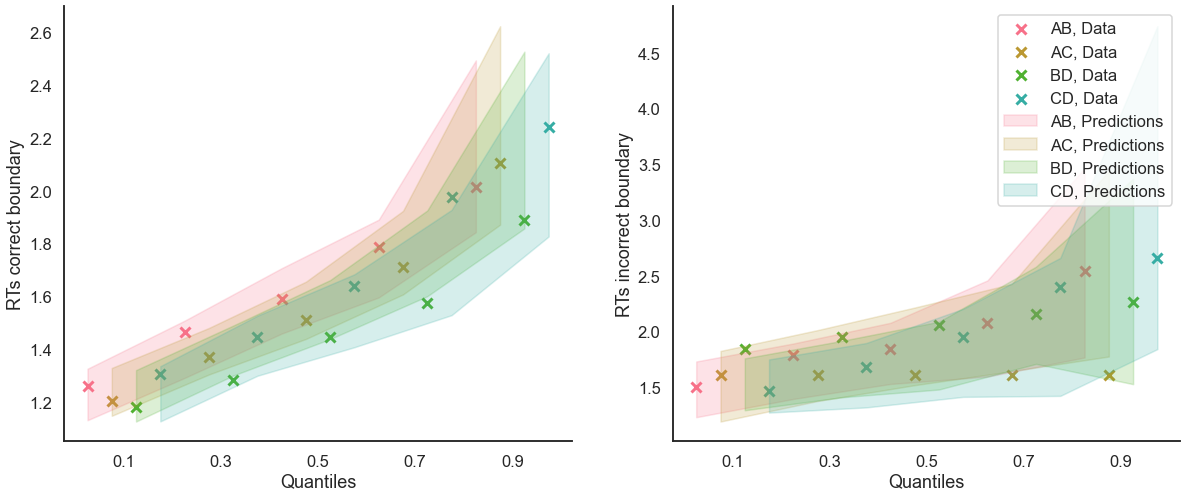 RTs correct boundary
2.6
2.4
2.2
2.0
1.8
1.6
1.4
1.2
0.1 0.3 0.5 0.7 0.9
Quantiles
RTs incorrect boundary
4.5
4.0
3.5
3.0
2.5
2.0
1.5
0.1 0.3 0.5 0.7 0.9
Quantiles
AB, Data
AC, Data
BD, Data
CD, Data
AB, Predictions
AC, Predictions
BD, Predictions
CD, Predictions